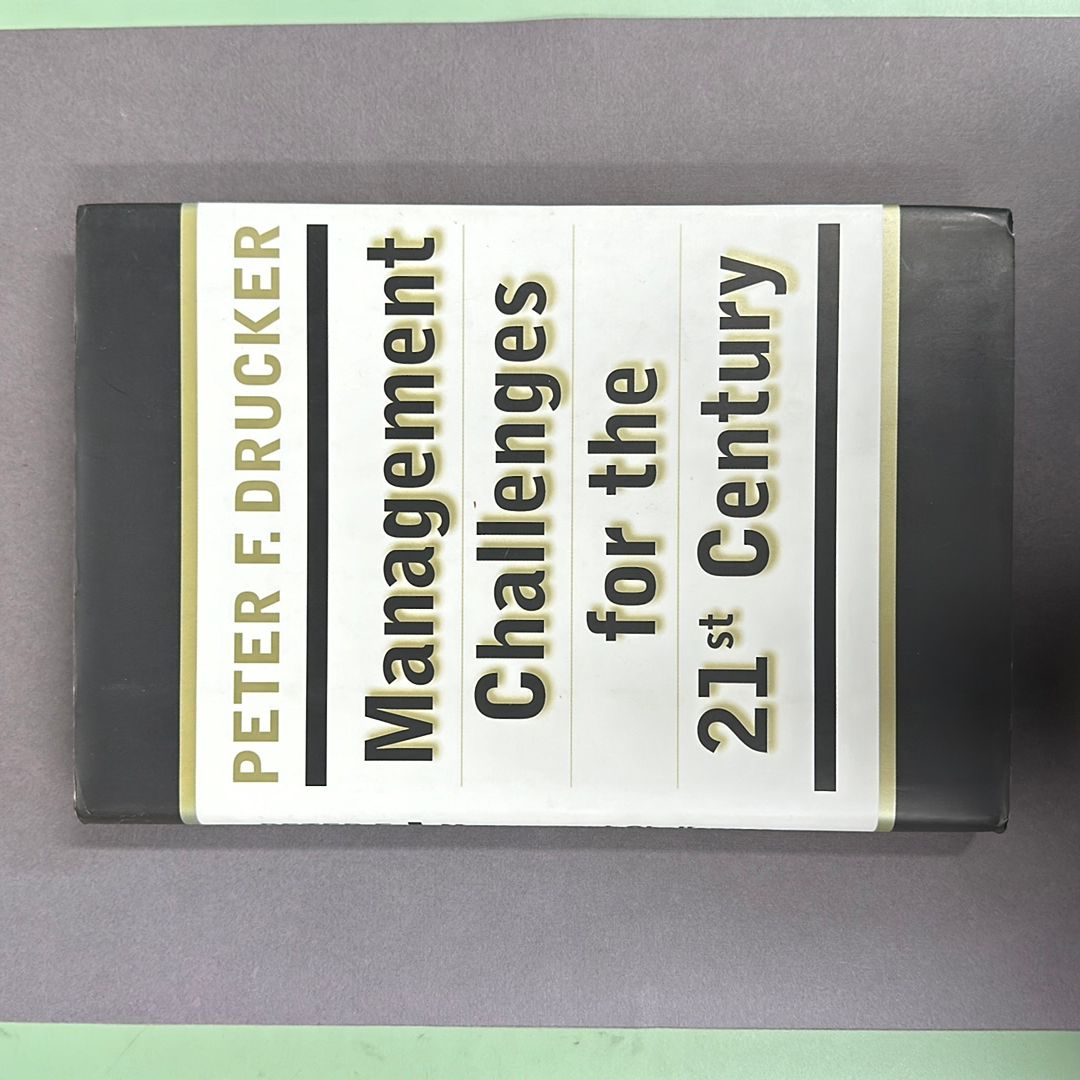 PETER F. DRUCKER
Management
Challenges
for the
21st Century